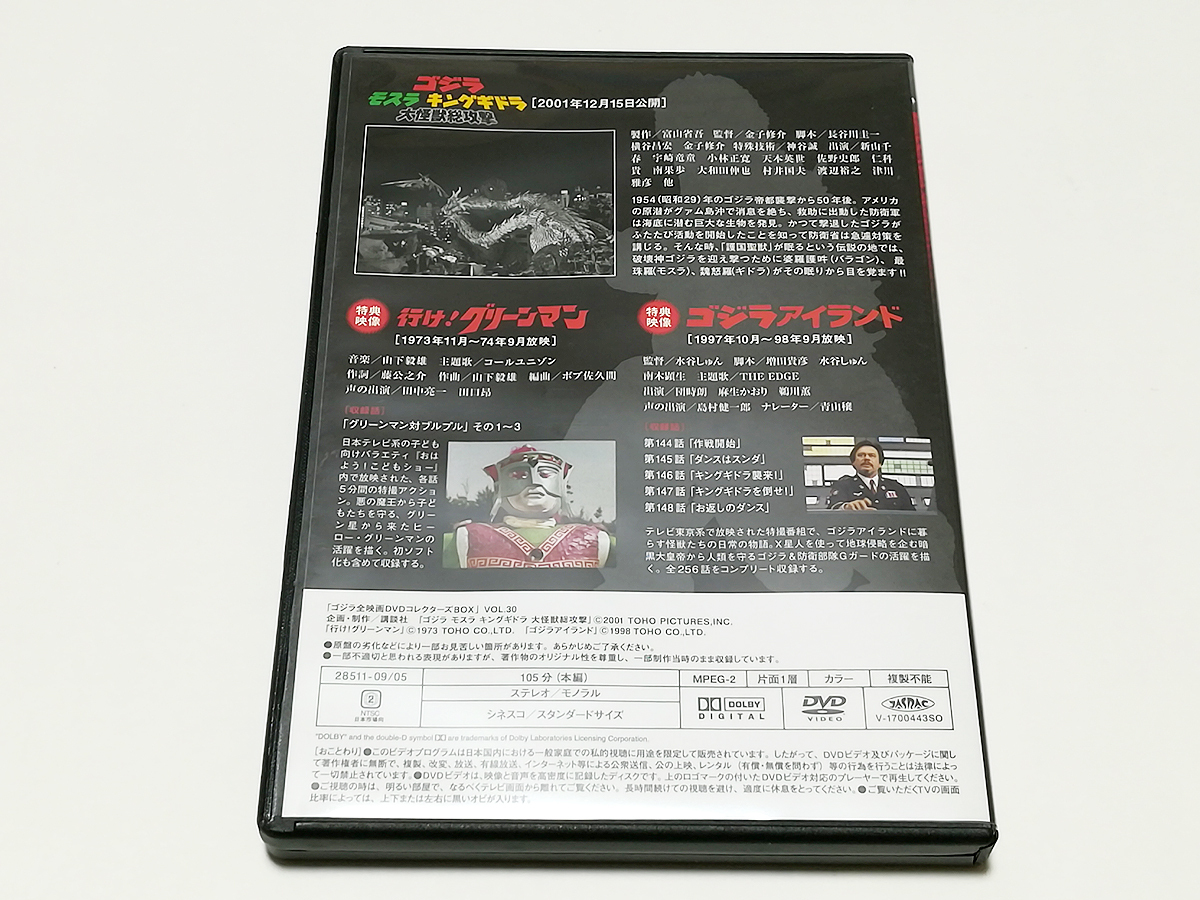 ゴジラ
モスラ キングギドラ
大怪獣総攻撃
[2001年12月15日公開]
製作／富山省吾 監督／金子修介 脚本／長谷川圭一
横谷昌宏 金子修介 特殊技術／神谷誠 出演／新山千
春 宇崎竜童 小林正寛 天本英世 佐野史郎 仁科
貴 南果歩 大和田伸也 村井国夫 渡辺裕之 津川
雅彦 他
1954(昭和29)年のゴジラ帝都襲撃から50年後。アメリカ
の原潜がグァム島沖で消息を絶ち、救助に出動した防衛軍
は海底に潜む巨大な生物を発見。かつて撃退したゴジラが
ふたたび活動を開始したことを知って防衛省は急遽対策を
講じる。そんな時、「護国聖獣」が眠るという伝説の地では、
破壊神ゴジラを迎え撃つために婆羅護吽(バラゴン)、最
珠羅(モスラ)、魏怒羅(ギドラ)がその眠りから目を覚ます!!
特典
映像
行け！グリーンマン
[1973年11月〜74年9月放映]
音楽／山下毅雄 主題歌／コールユニゾン
作詞／藤公之介 作曲／山下毅雄 編曲／ボブ佐久間
声の出演／田中亮一 田口昂
[収録話]
「グリーンマン対ブルブル」その1〜3
日本テレビ系の子ども
向けバラエティ『おは
よう！こどもショー』
内で放映された、各話
5分間の特撮アクショ
ン。悪の魔王から子ど
もたちを守る、グリー
ン星から来たヒー
ロー・グリーンマンの
活躍を描く。初ソフト
化も含めて収録する。
特典
映像
ゴジラアイランド
[1997年10月〜98年9月放映]
監督／水谷しゅん 脚本／増田貴彦 水谷しゅん
南木顕生 主題歌／THE EDGE
出演／団時朗 麻生かおり 鵜川薫
声の出演／島村健一郎 ナレーター／青山穣
[収録話]
第144話「作戦開始」
第145話「ダンスはスンダ」
第146話「キングギドラ襲来！」
第147話「キングギドラを倒せ！」
第148話「お返しのダンス」
テレビ東京系で放映された特撮番組で、ゴジラアイランドに暮
らす怪獣たちの日常の物語。X星人を使って地球侵略を企む暗
黒大皇帝から人類を守るゴジラ＆防衛部隊Gガードの活躍を描
く。全256話をコンプリート収録する。
「ゴジラ全映画DVDコレクターズBOX」VOL.30
企画・制作／講談社 「ゴジラ モスラ キングギドラ 大怪獣総攻撃」©2001 TOHO PICTURES,INC.
「行け！グリーンマン」©1973 TOHO CO.,LTD. 「ゴジラアイランド」©1998 TOHO CO.,LTD.
●原盤の劣化などにより一部お見苦しい箇所があります。あらかじめご了承ください。
●一部不適切と思われる表現がありますが、著作物のオリジナル性を尊重し、一部制作当時のまま収録しています。
28511-09/05 105分(本編) MPEG-2 片面1層 カラー 複製不能
2
NTSC
日本市場向
ステレオ／モノラル
シネスコ／スタンダードサイズ
DOLBY
DIGITAL
DVD
VIDEO
JASRAC
V-1700443SO
"DOLBY" and the double-D symbol are trademarks of Dolby Laboratories Licensing Corporation.
[おことわり]●このビデオプログラムは日本国内における一般家庭での私的視聴に用途を限定して販売されています。したがって、DVDビデオ及びパッケージに関し
て著作権者に無断で、複製、改変、放送、有線放送、インターネット等による公衆送信、公の上映、レンタル（有償・無償を問わず）等の行為を行うことは法律によっ
て一切禁止されています。●DVDビデオは、映像と音声を高密度に記録したディスクです。上のロゴマークの付いたDVDビデオ対応のプレーヤーで再生してください。
●ご視聴の時は、明るい部屋で、なるべくテレビ画面から離れてご覧ください。長時間続けての視聴を避け、適度に休息をとってください。●ご覧いただくTVの画面
比率によっては、上下または左右に黒いオビが入ります。